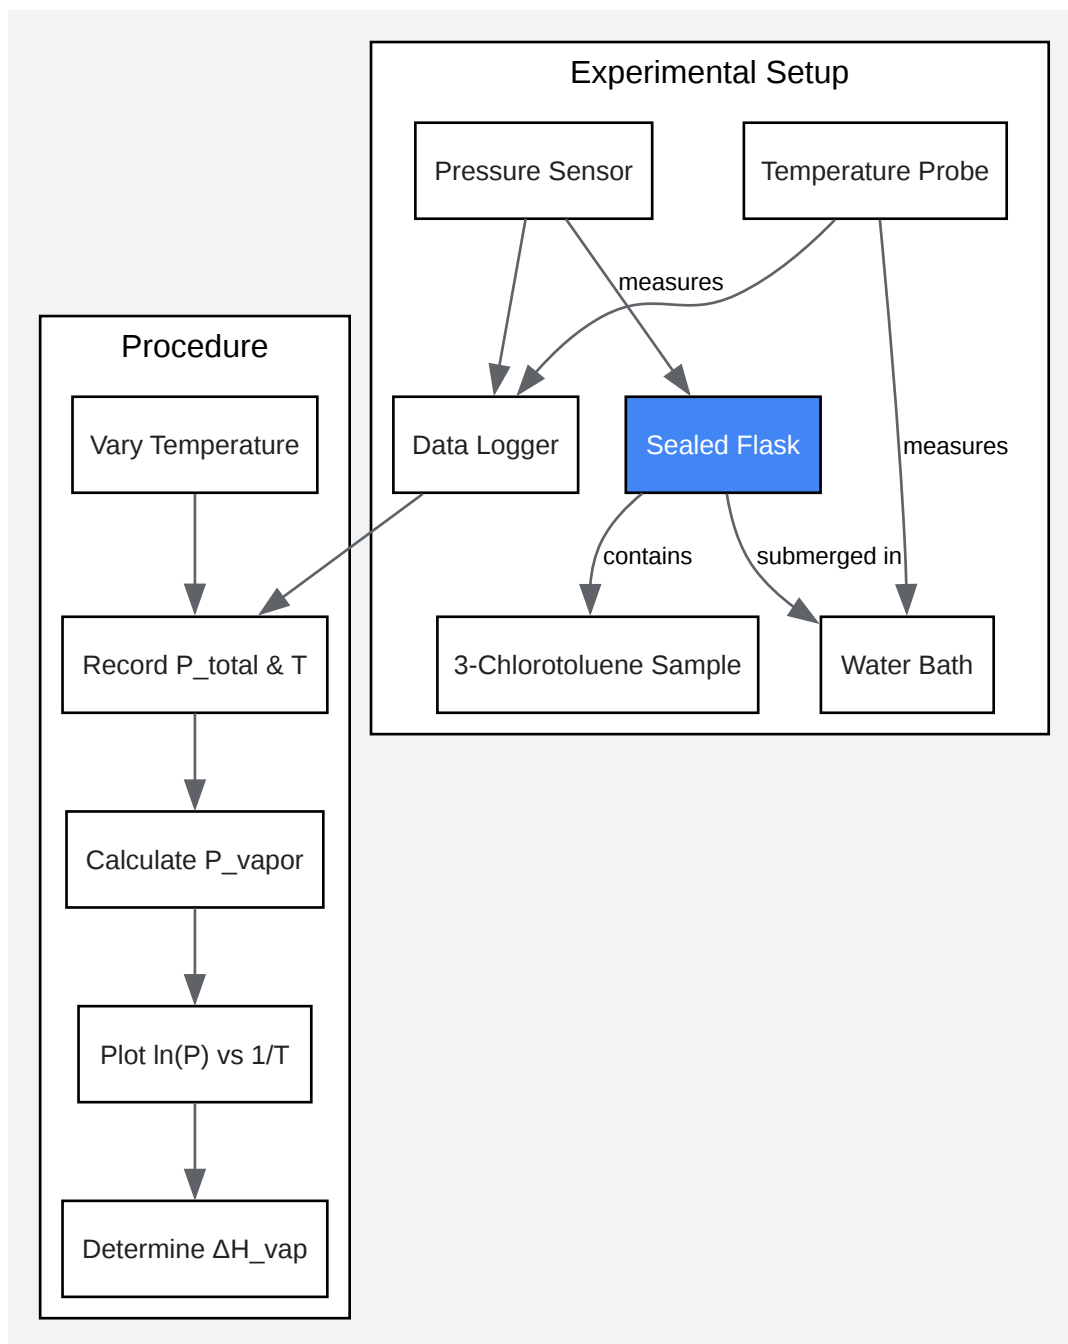 Experimental Setup
Pressure Sensor
Temperature Probe
measures
Procedure
Vary Temperature
Data Logger
Sealed Flask
measures
contains
submerged in
Record P_total & T
3-Chlorotoluene Sample
Water Bath
Calculate P_vapor
Plot ln(P) vs 1/T
Determine ΔH_vap